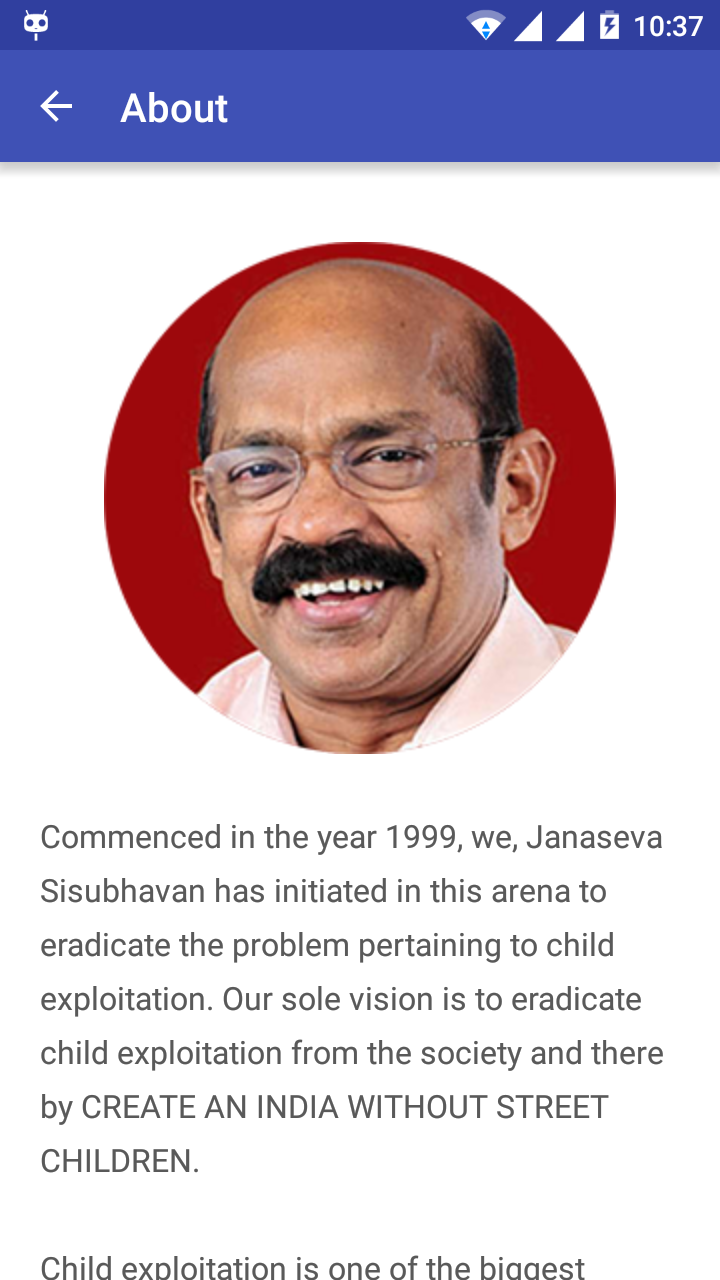 10:37
About
Commenced in the year 1999, we, Janaseva
Sisubhavan has initiated in this arena to
eradicate the problem pertaining to child
exploitation. Our sole vision is to eradicate
child exploitation from the society and there
by CREATE AN INDIA WITHOUT STREET
CHILDREN.
Child exploitation is one of the biggest